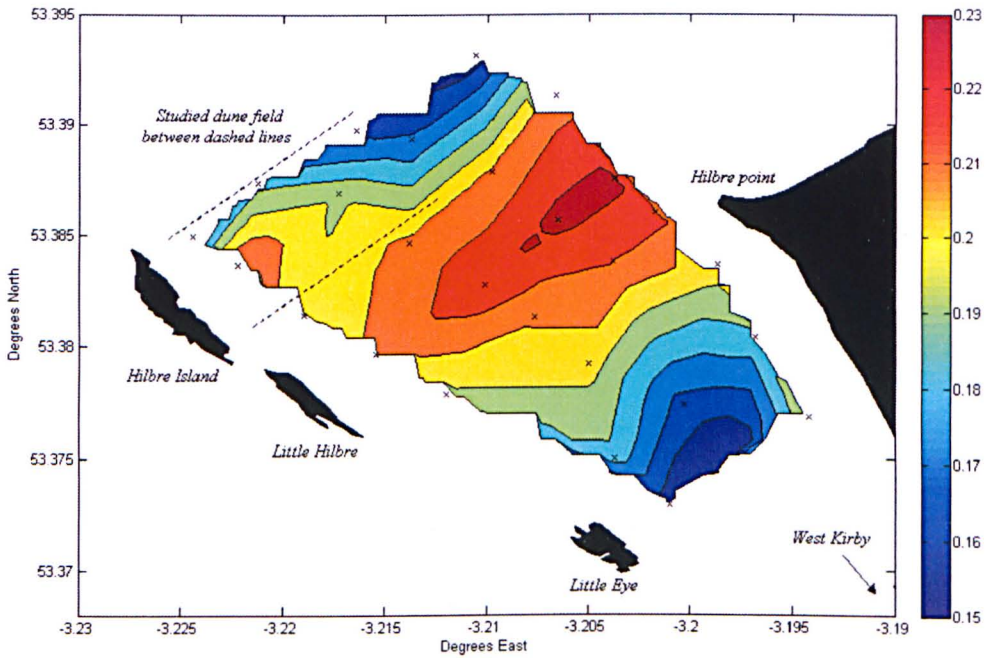 53.395
53.39
53.385
53.38
53.375
53.37
Degrees North
Studied dune field
between dashed lines
Hilbre point
Hilbre Island
Little Hilbre
Little Eye
West Kirby
-3.23
-3.225
-3.22
-3.215
-3.21
-3.205
-3.2
-3.195
-3.19
Degrees East
0.23
0.22
0.21
0.2
0.19
0.18
0.17
0.16
0.15